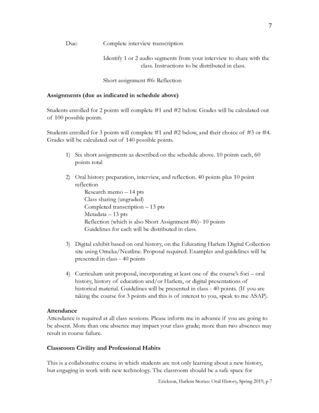 7
Due: Complete interview transcription
Identify 1 or 2 audio segments from your interview to share with the
class. Instructions to be distributed in class.
Short assignment #6: Reflection
Assignments (due as indicated in schedule above)
Students enrolled for 2 points will complete #1 and #2 below. Grades will be calculated out
of 100 possible points.
Students enrolled for 3 points will complete #1 and #2 below, and their choice of #3 or #4.
Grades will be calculated out of 140 possible points.
1) Six short assignments as described on the schedule above. 10 points each, 60
points total
2) Oral history preparation, interview, and reflection. 40 points plus 10 point
reflection
Research memo – 14 pts
Class sharing (ungraded)
Completed transcription – 13 pts
Metadata – 13 pts
Reflection (which is also Short Assignment #6)- 10 points
Guidelines for each will be distributed in class.
3) Digital exhibit based on oral history, on the Educating Harlem Digital Collection
site using Omeka/Neatline. Proposal required. Examples and guidelines will be
presented in class - 40 points
4) Curriculum unit proposal, incorporating at least one of the course's foci – oral
history, history of education and/or Harlem, or digital presentations of
historical material. Guidelines will be presented in class - 40 points. (If you are
taking the course for 3 points and this is of interest to you, speak to me ASAP).
Attendance
Attendance is required at all class sessions. Please inform me in advance if you are going to
be absent. More than one absence may impact your class grade; more than two absences may
result in course failure.
Classroom Civility and Professional Habits
This is a collaborative course in which students are not only learning about a new history,
but engaging in work with new technology. The classroom should be a safe space for
Erickson, Harlem Stories: Oral History, Spring 2019, p 7